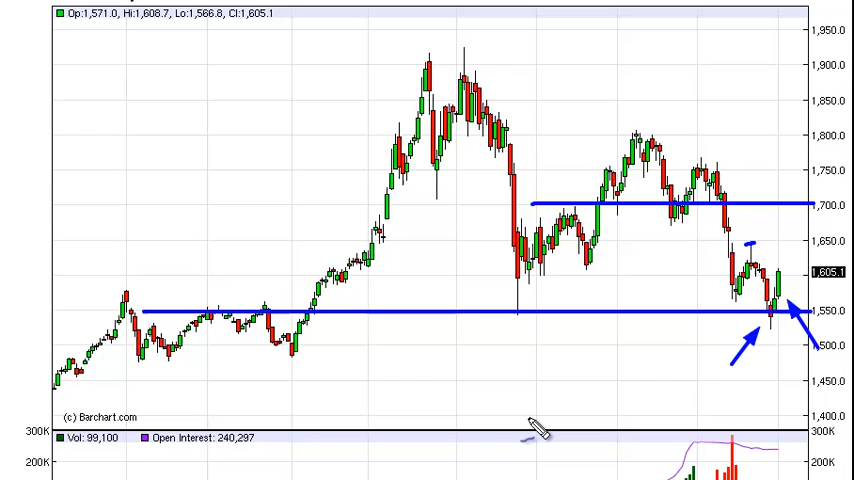 Op:1,571.0, Hi:1,608.7, Lo:1,566.8, Cl:1,605.1
1,950.0
1,900.0
1,850.0
1,800.0
1,750.0
1,700.0
1,650.0
1,605.1
1,550.0
1,500.0
1,450.0
1,400.0
(c) Barchart.com
300K
Vol: 99,100
Open Interest: 240,297
300K
200K
200K